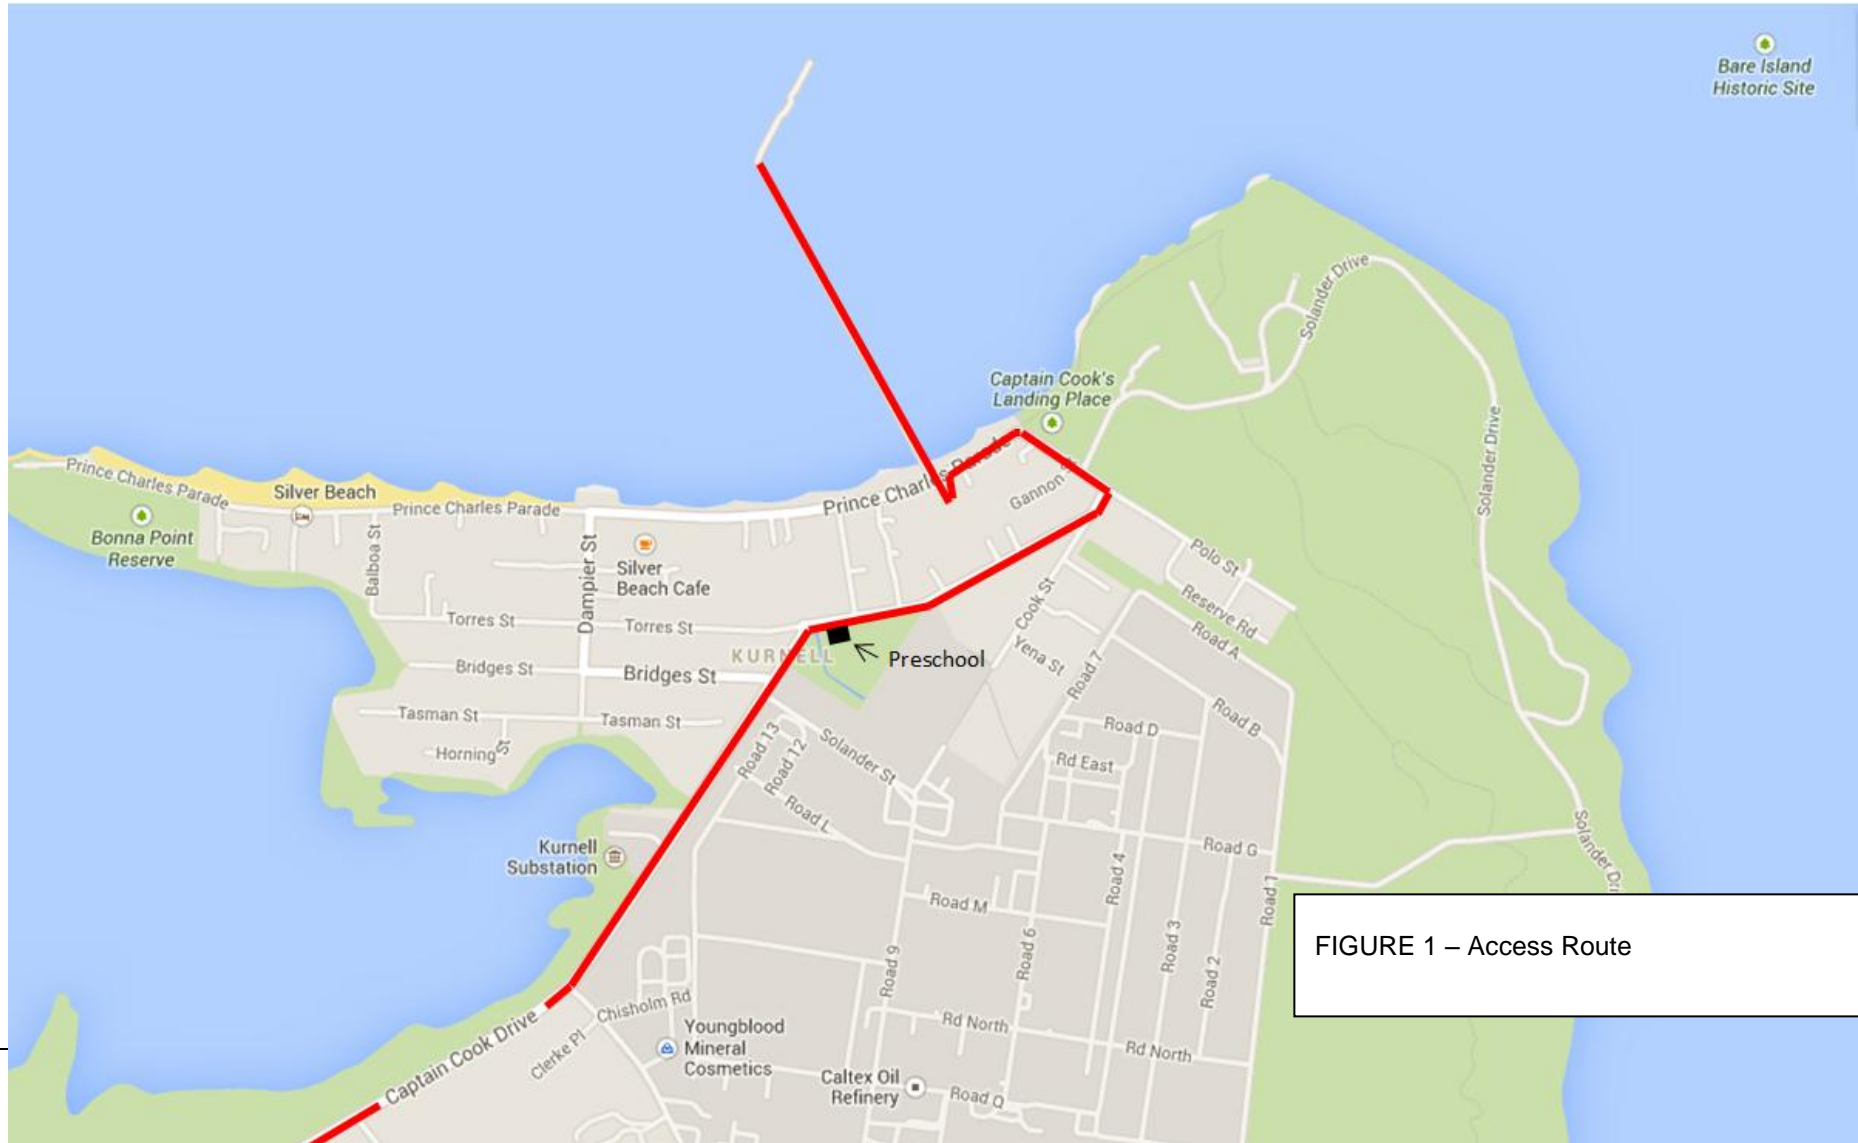 Bare Island
Historic Site
Solander Drive
Captain Cook's
Landing Place
Solander Drive
Prince Charles Parade
Silver Beach
Prince Charles Parade
Prince Charles Parade
Gannon St
Bonna Point
Reserve
Balboa St
Dampier St
Silver
Beach Cafe
Polo St
Reserve Rd
Road A
Cook St
Torres St
Torres St
KURNELL
Preschool
Yena St
Road 7
Bridges St
Bridges St
Tasman St
Tasman St
Horning St
Road 13
Road 12
Solander St
Road D
Road B
Rd East
Road L
Kurnell
Substation
Road G
Solander Dri
Road 4
Road 1
Road M
Road 3
Road 6
Road 2
Road 9
FIGURE 1 – Access Route
Chisholm Rd
Captain Cook Drive
Clerke Pl
Youngblood
Mineral
Cosmetics
Rd North
Rd North
Caltex Oil
Refinery
Road Q